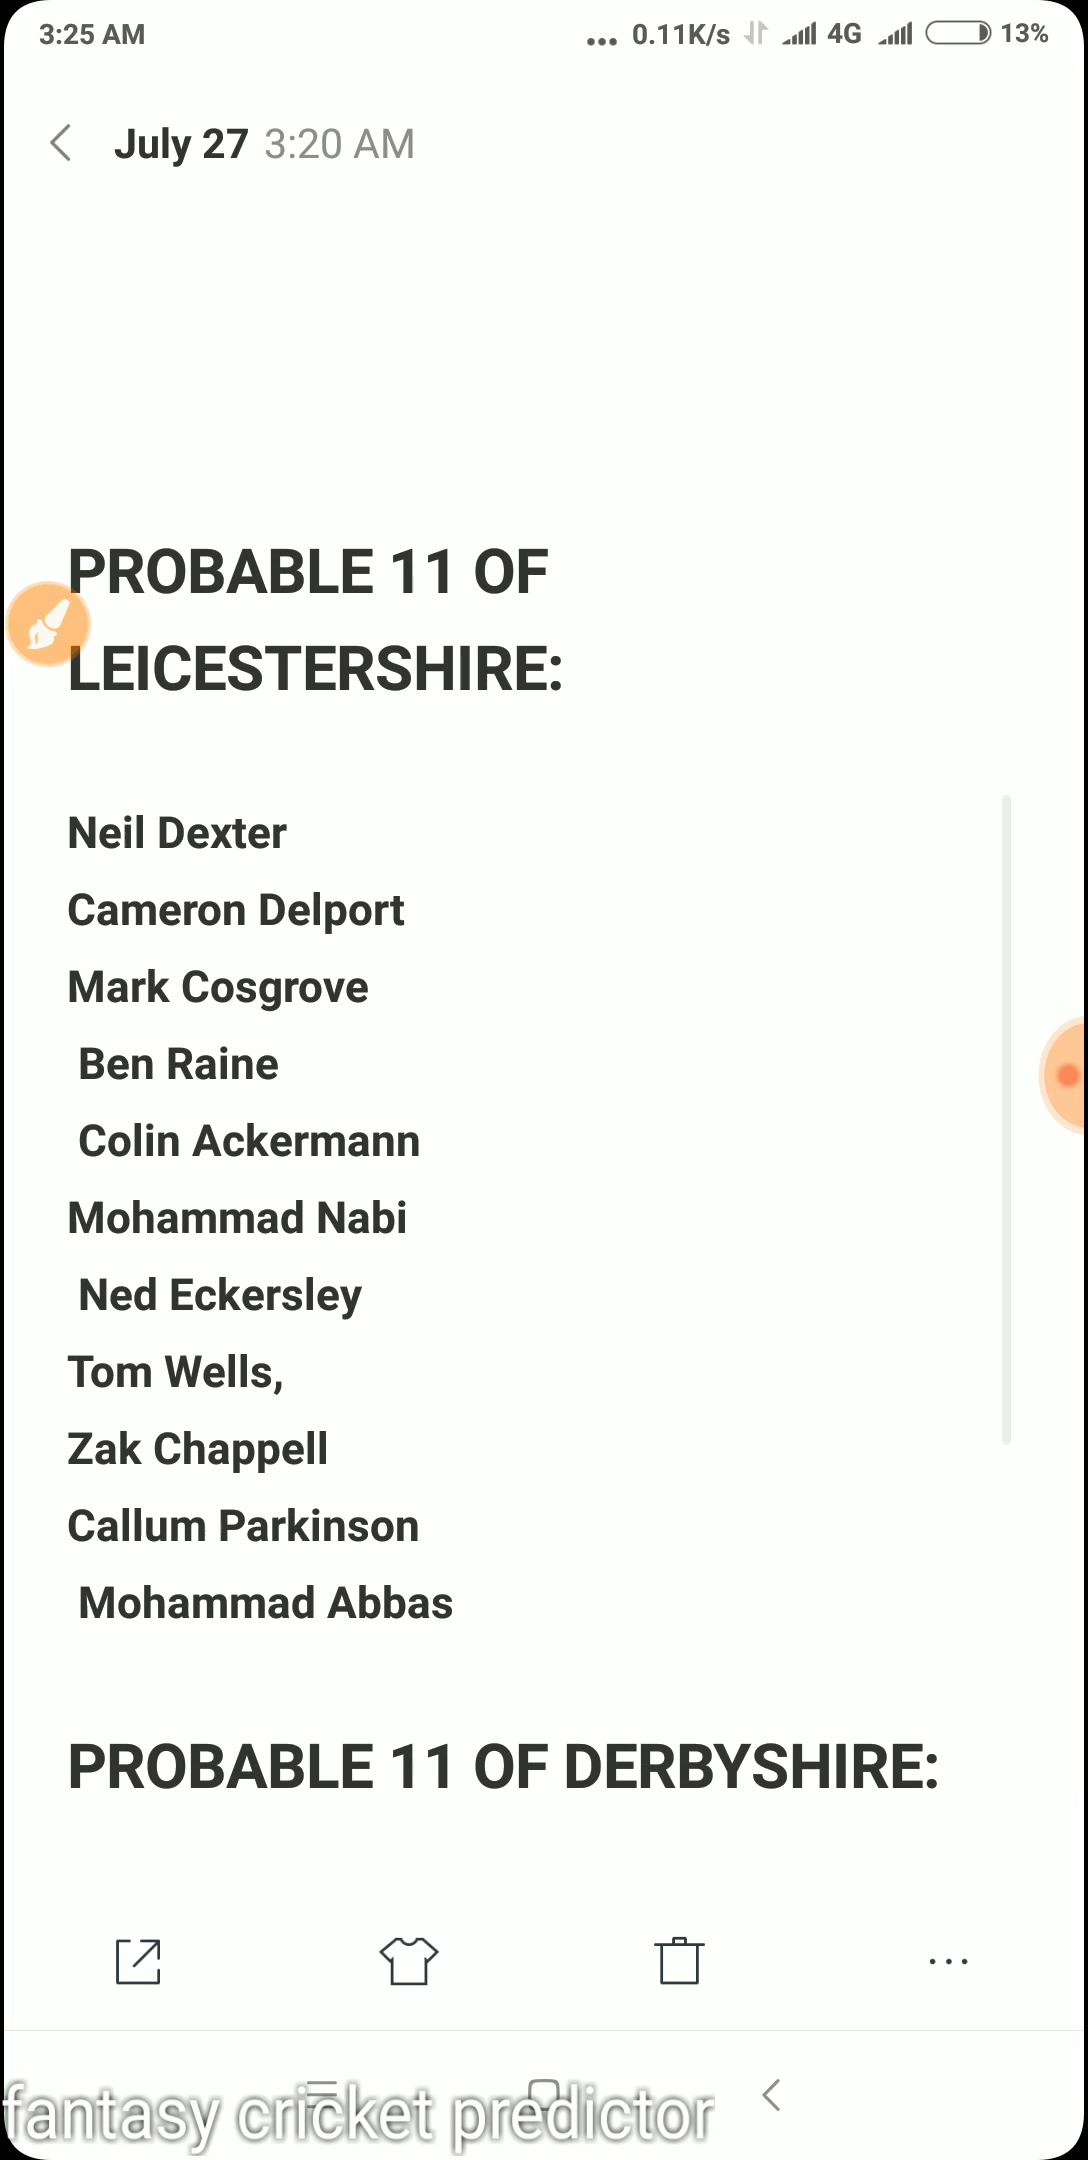 3:25 AM ... 0.11K/s 4G 13%
July 27 3:20 AM
PROBABLE 11 OF
LEICESTERSHIRE:
Neil Dexter
Cameron Delport
Mark Cosgrove
Ben Raine
Colin Ackermann
Mohammad Nabi
Ned Eckersley
Tom Wells,
Zak Chappell
Callum Parkinson
Mohammad Abbas
PROBABLE 11 OF DERBYSHIRE:
fantasy cricket predictor